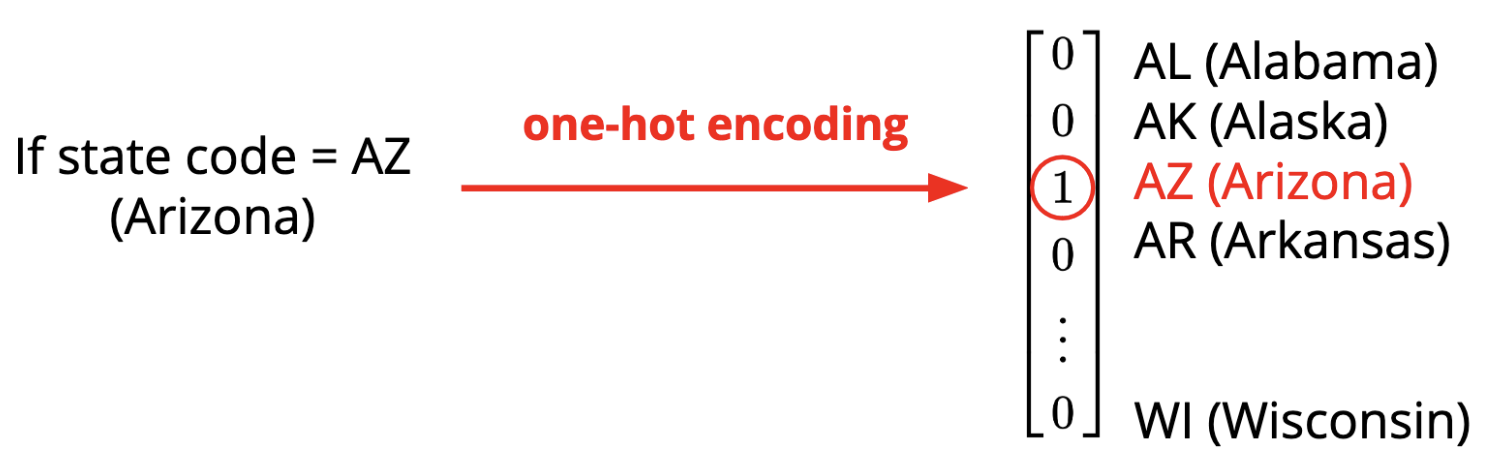 If state code = AZ
(Arizona)
one-hot encoding
0 AL (Alabama)
0 AK (Alaska)
1 AZ (Arizona)
0 AR (Arkansas)
⋮
0 WI (Wisconsin)